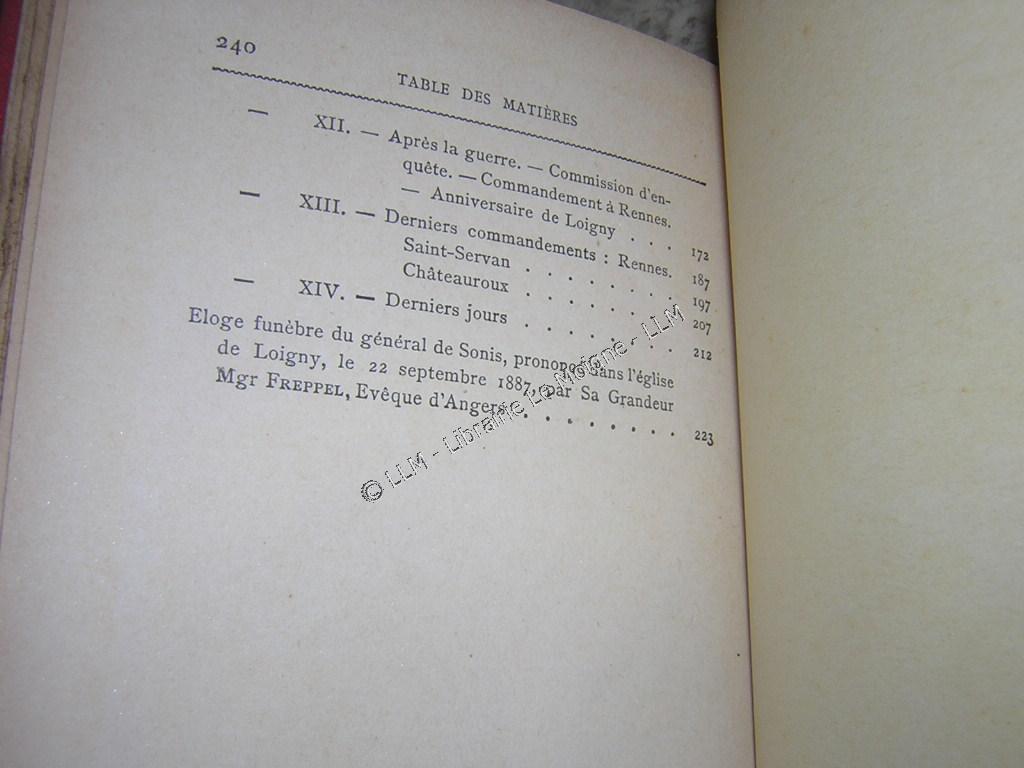 240
TABLE DES MATIÈRES
— XII. — Après la guerre. — Commission d'en-
quête. — Commandement à Rennes.
— Anniversaire de Loigny . . . 172
— XIII. — Derniers commandements : Rennes. 187
Saint-Servan . . . . . . . 197
Châteauroux . . . . . . . 207
— XIV. — Derniers jours . . . . . . . 212
Eloge funèbre du général de Sonis, prononcé dans l'église
de Loigny, le 22 septembre 1887, par Sa Grandeur
Mgr FREPPEL, Evêque d'Angers . . . . . . . . 223
© LLM - Librairie Le Moigne - LLM